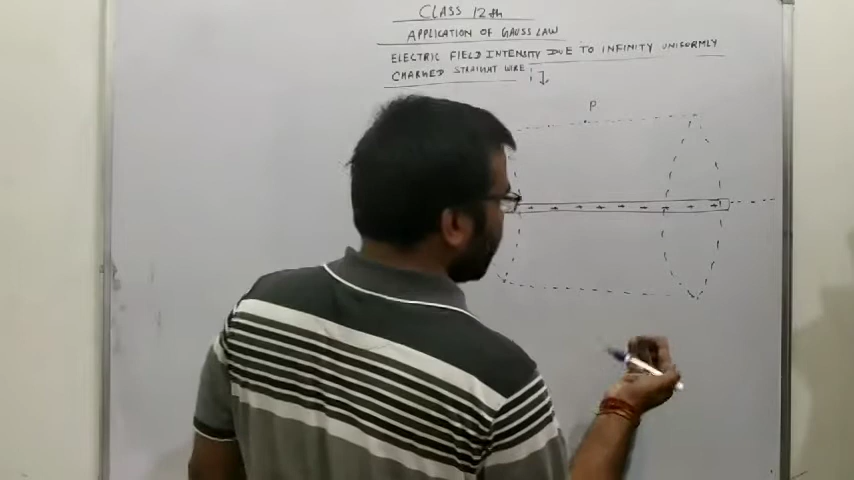 CLASS 12th
APPLICATION OF GAUSS LAW
ELECTRIC FIELD INTENSITY DUE TO INFINITY UNIFORMLY
CHARGED STRAIGHT WIRE :-
P